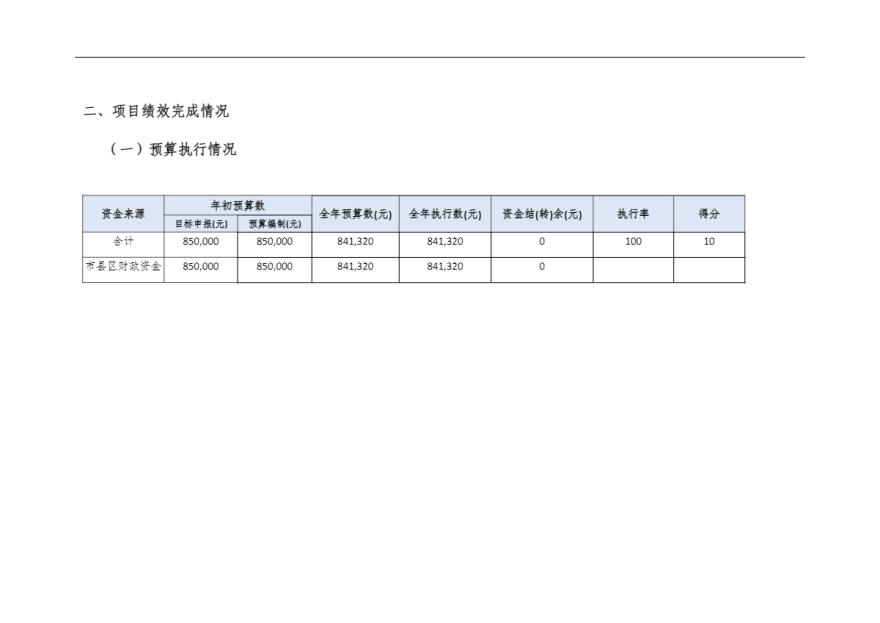 二、项目绩效完成情况
（一）预算执行情况
资金来源 年初预算数 全年预算数(元) 全年执行数(元) 资金结(转)余(元) 执行率 得分
目标申报(元) 预算编制(元)
合计 850,000 850,000 841,320 841,320 0 100 10
市县区财政资金 850,000 850,000 841,320 841,320 0